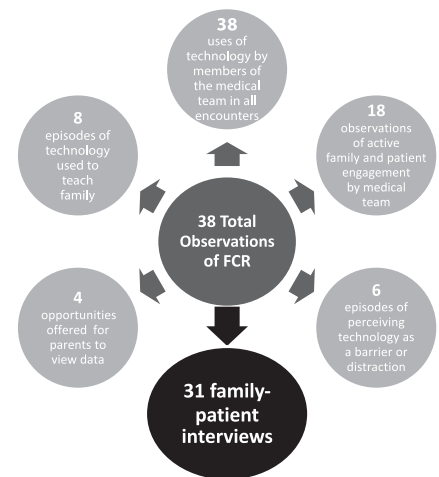 38
uses of
technology by
members of
the medical
team in all
encounters
8
episodes of
technology
used to
teach
family
18
observations
of active
family and patient
engagement
by medical
team
38 Total
Observations
of FCR
4
opportunities
offered for
parents to
view data
6
episodes of
perceiving
technology as
a barrier or
distraction
31 family-
patient
interviews